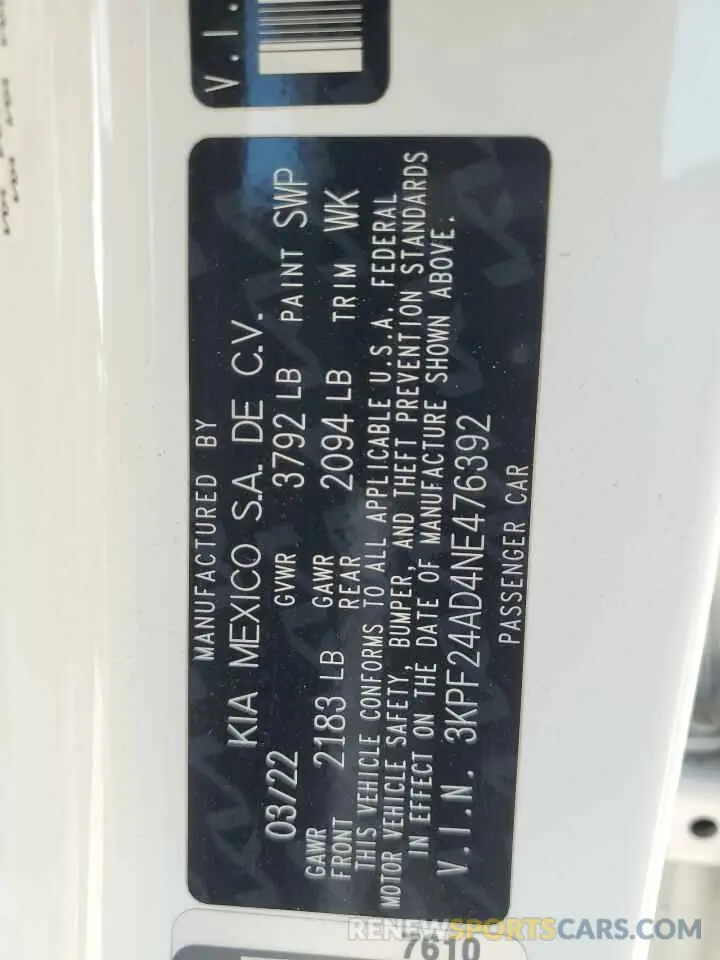 V.I.
MANUFACTURED BY
KIA MEXICO S.A. DE C.V.
03/22 GVWR 3792 LB PAINT SWP
GAWR FRONT 2183 LB GAWR REAR 2094 LB TRIM WK
THIS VEHICLE CONFORMS TO ALL APPLICABLE U.S.A. FEDERAL
MOTOR VEHICLE SAFETY, BUMPER, AND THEFT PREVENTION STANDARDS
IN EFFECT ON THE DATE OF MANUFACTURE SHOWN ABOVE.
V.I.N. 3KPF24AD4NE476392
PASSENGER CAR
7610
RENEWSPORTSCARS.COM